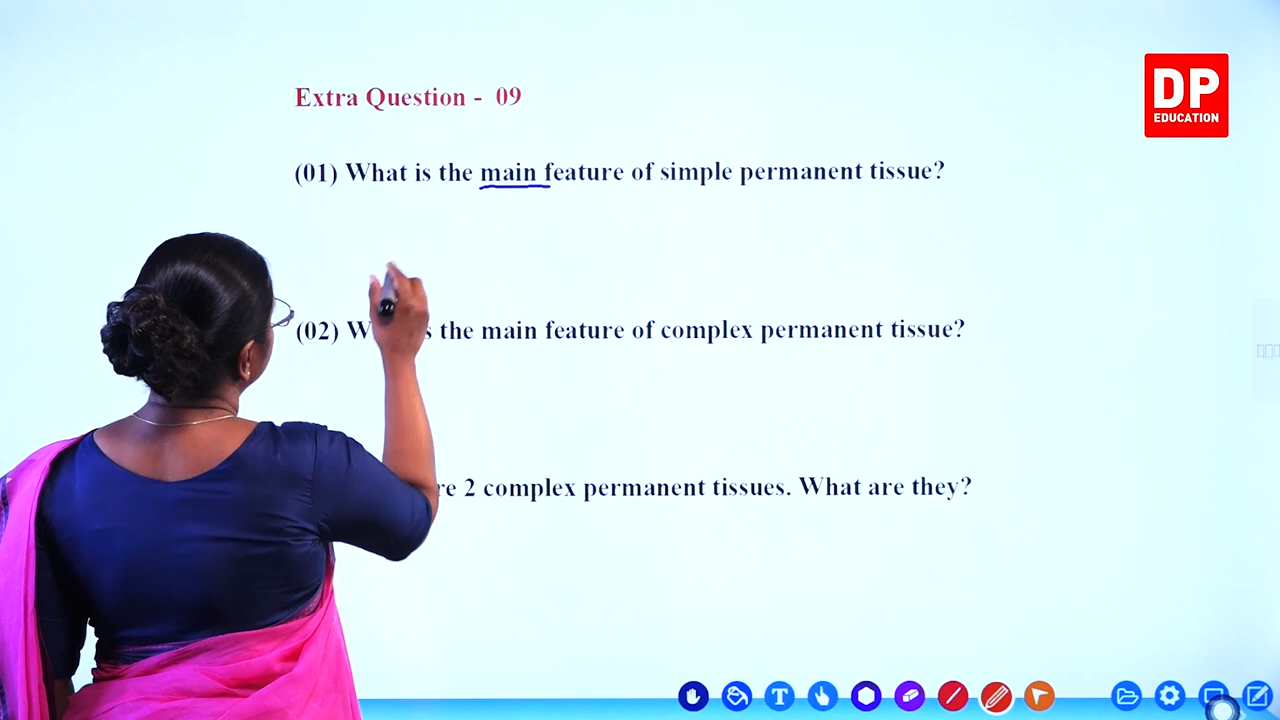 DP
EDUCATION
Extra Question - 09
(01) What is the main feature of simple permanent tissue?
(02) the main feature of complex permanent tissue?
2 complex permanent tissues. What are they?
T